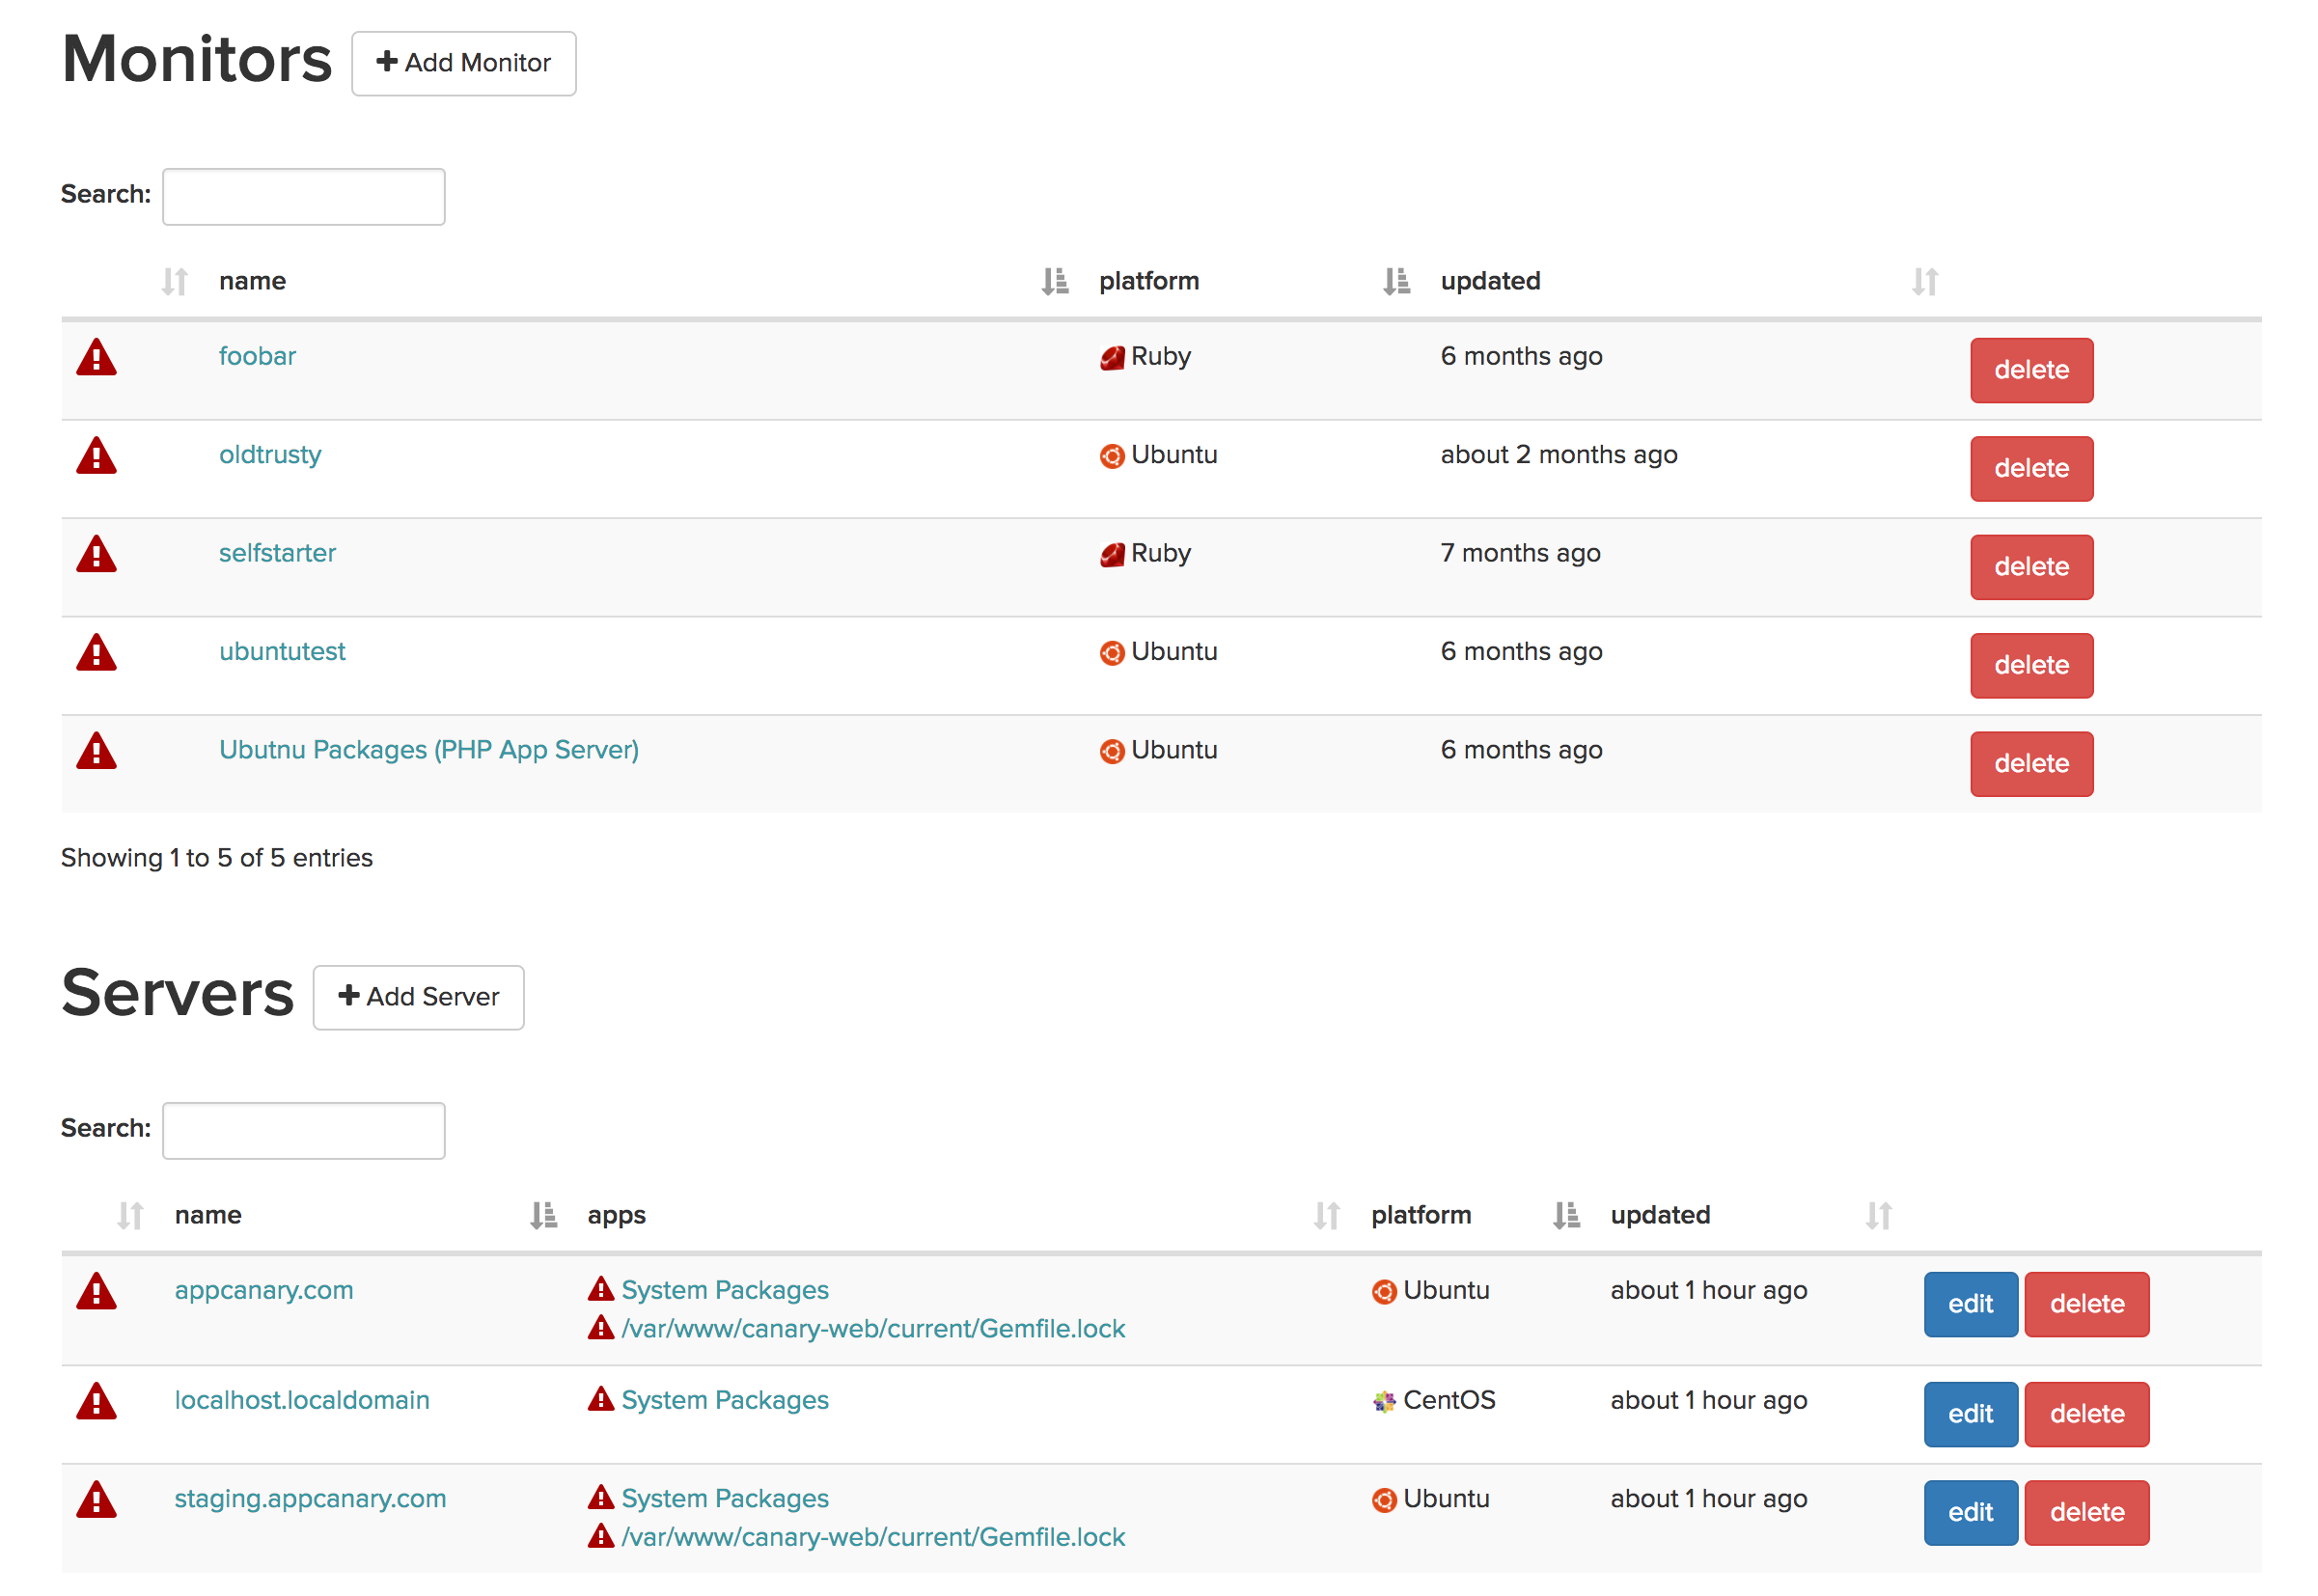 Monitors + Add Monitor
Search:
name platform updated
foobar Ruby 6 months ago delete
oldtrusty Ubuntu about 2 months ago delete
selfstarter Ruby 7 months ago delete
ubuntutest Ubuntu 6 months ago delete
Ubutnu Packages (PHP App Server) Ubuntu 6 months ago delete
Showing 1 to 5 of 5 entries
Servers + Add Server
Search:
name apps platform updated
appcanary.com System Packages Ubuntu about 1 hour ago edit delete
/var/www/canary-web/current/Gemfile.lock
localhost.localdomain System Packages CentOS about 1 hour ago edit delete
staging.appcanary.com System Packages Ubuntu about 1 hour ago edit delete
/var/www/canary-web/current/Gemfile.lock